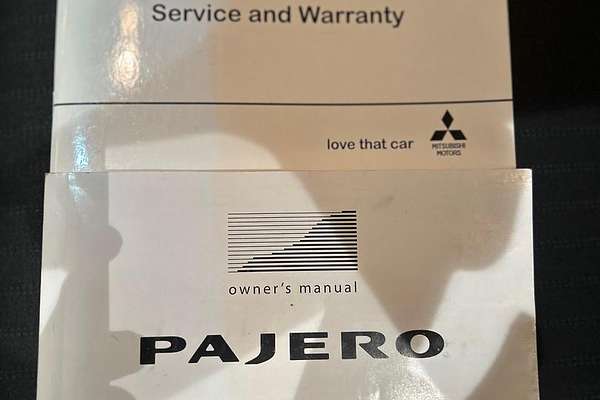 Service and Warranty
love that car
MITSUBISHI
MOTORS
owner's manual
PAJERO